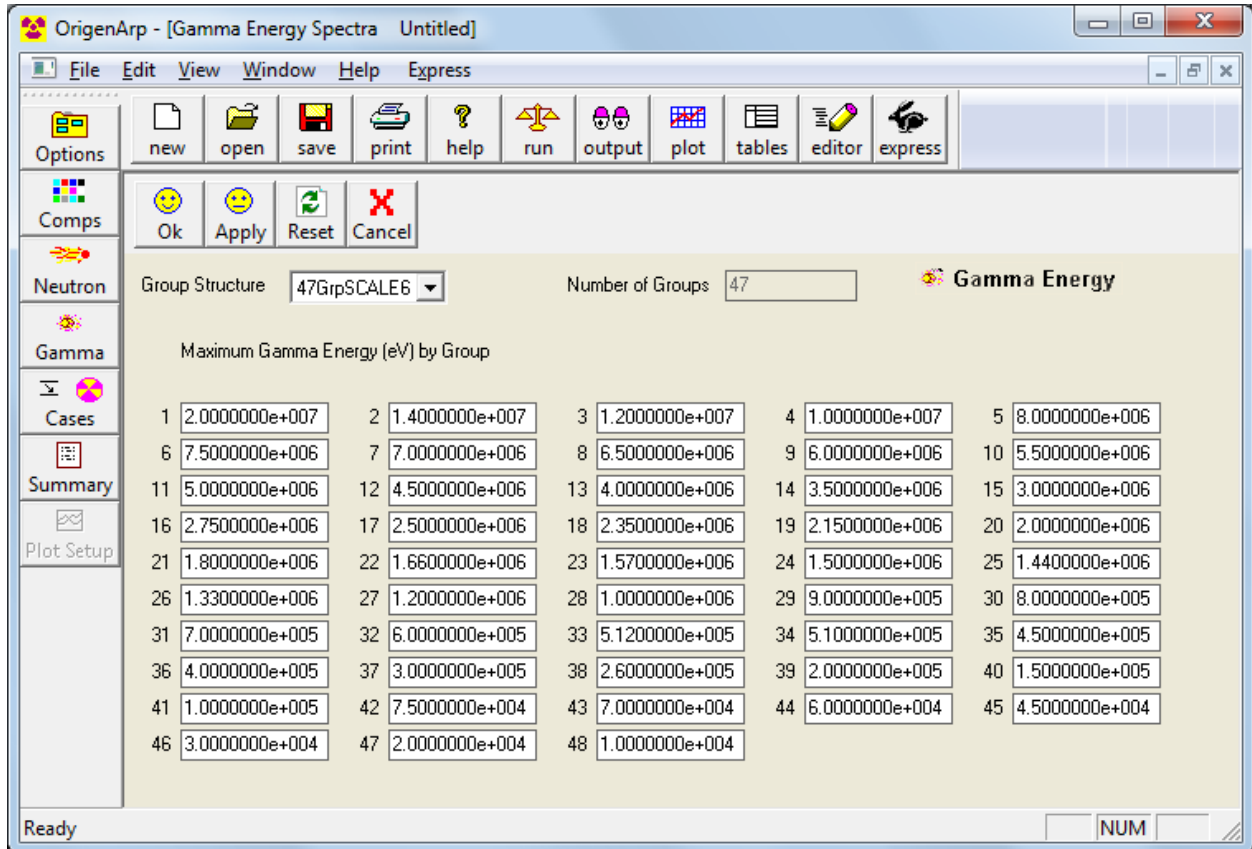 OrigenArp - [Gamma Energy Spectra Untitled]
File Edit View Window Help Express
Options new open save print help run output plot tables editor express
Comps Ok Apply Reset Cancel
Neutron Group Structure 47GrpSCALE6 Number of Groups 47 Gamma Energy
Gamma Maximum Gamma Energy (eV) by Group
Cases 1 2.0000000e+007 2 1.4000000e+007 3 1.2000000e+007 4 1.0000000e+007 5 8.0000000e+006
6 7.5000000e+006 7 7.0000000e+006 8 6.5000000e+006 9 6.0000000e+006 10 5.5000000e+006
Summary 11 5.0000000e+006 12 4.5000000e+006 13 4.0000000e+006 14 3.5000000e+006 15 3.0000000e+006
16 2.7500000e+006 17 2.5000000e+006 18 2.3500000e+006 19 2.1500000e+006 20 2.0000000e+006
Plot Setup 21 1.8000000e+006 22 1.6600000e+006 23 1.5700000e+006 24 1.5000000e+006 25 1.4400000e+006
26 1.3300000e+006 27 1.2000000e+006 28 1.0000000e+006 29 9.0000000e+005 30 8.0000000e+005
31 7.0000000e+005 32 6.0000000e+005 33 5.1200000e+005 34 5.1000000e+005 35 4.5000000e+005
36 4.0000000e+005 37 3.0000000e+005 38 2.6000000e+005 39 2.0000000e+005 40 1.5000000e+005
41 1.0000000e+005 42 7.5000000e+004 43 7.0000000e+004 44 6.0000000e+004 45 4.5000000e+004
46 3.0000000e+004 47 2.0000000e+004 48 1.0000000e+004
Ready NUM